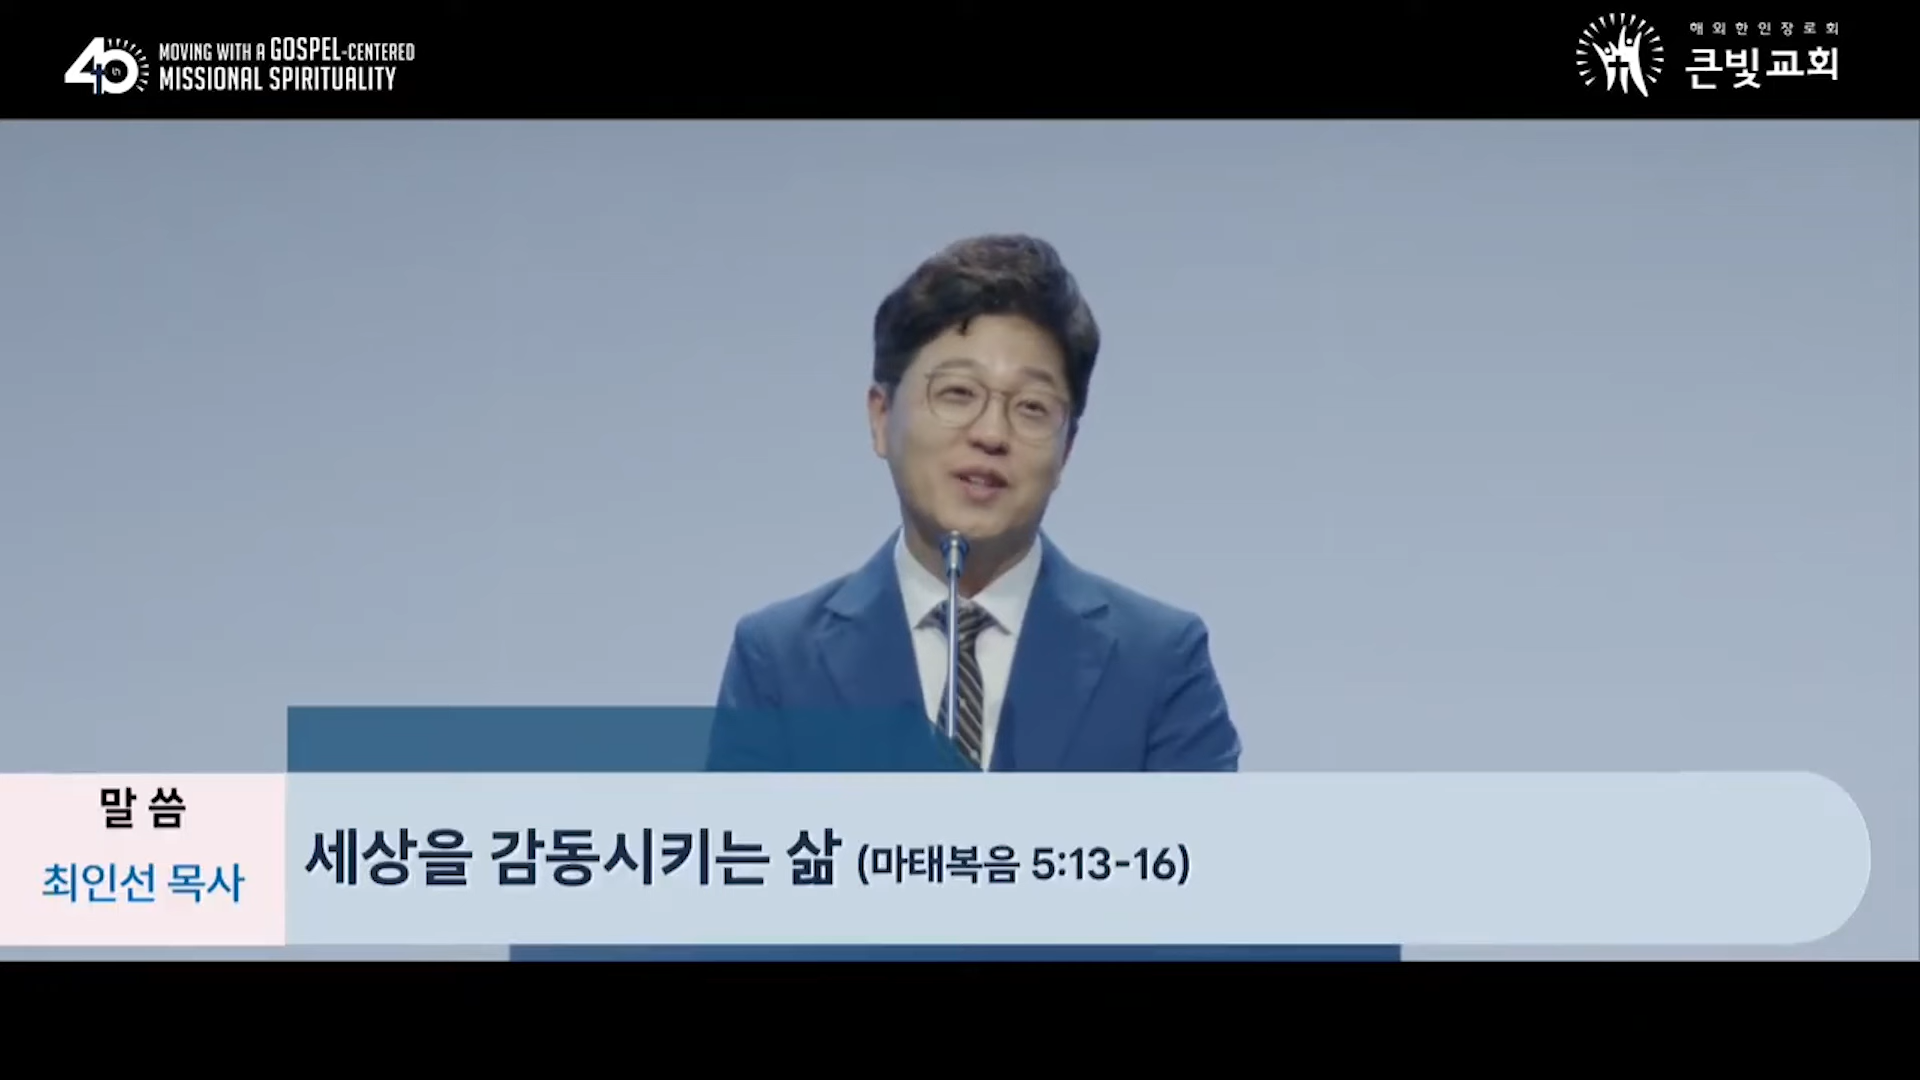 40th
MOVING WITH A GOSPEL-CENTERED
MISSIONAL SPIRITUALITY
해외한인장로회
큰빛교회
말씀
최인선 목사
세상을 감동시키는 삶 (마태복음 5:13-16)